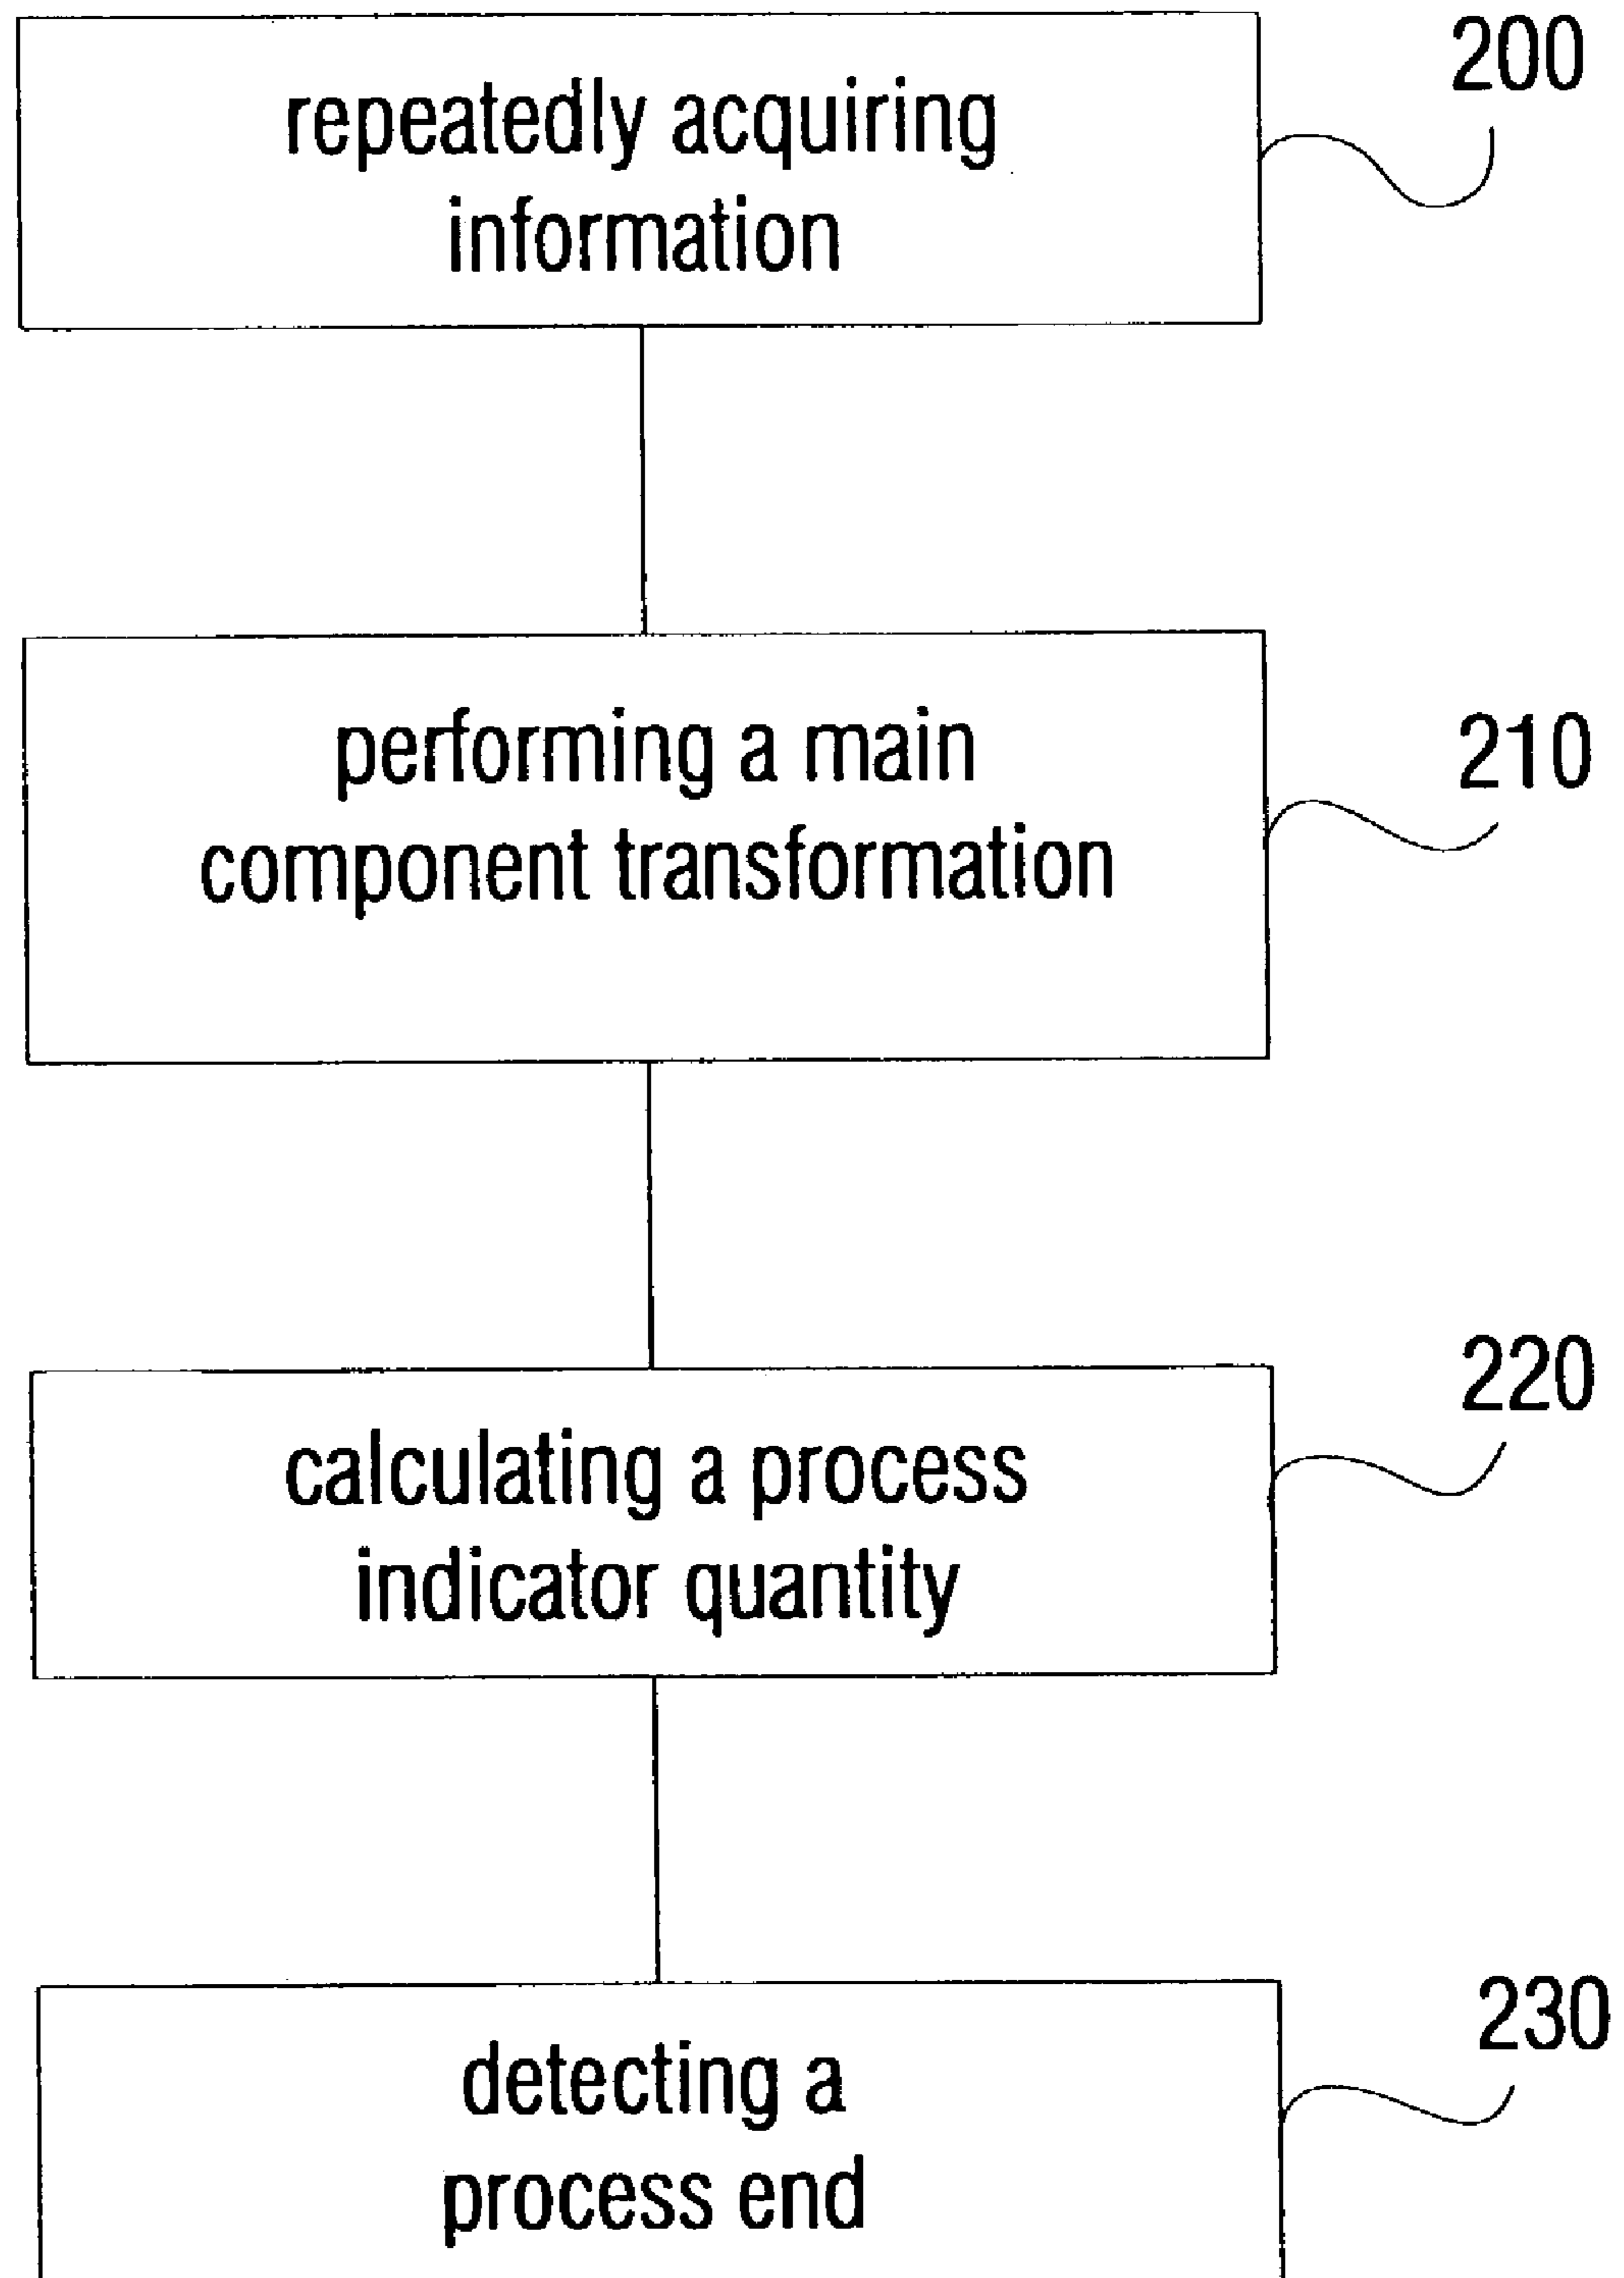 200
repeatedly acquiring
information
210
performing a main
component transformation
220
calculating a process
indicator quantity
230
detecting a
process end